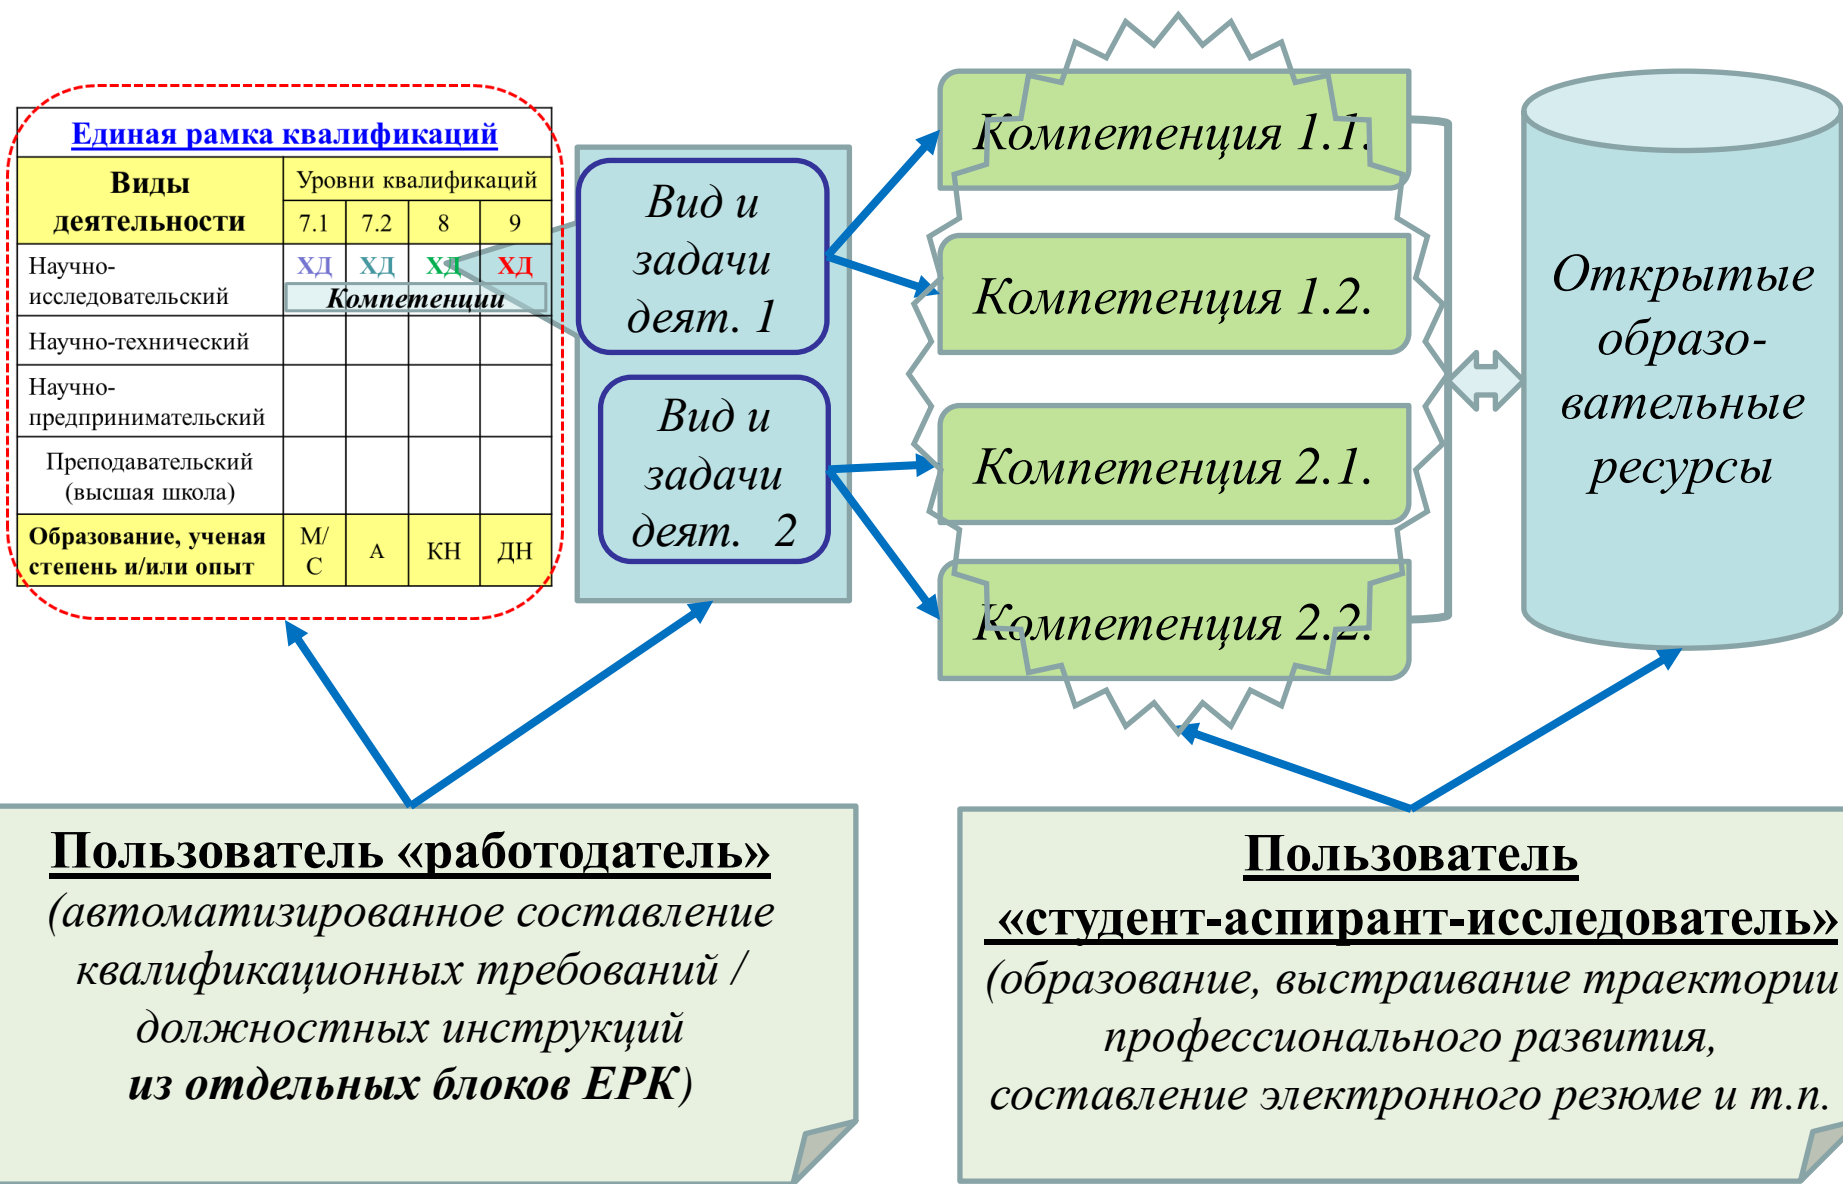 Единая рамка квалификаций
Виды
деятельности
Уровни квалификаций
7.1 7.2 8 9
Научно-
исследовательский
ХД ХД ХД ХД
Компетенции
Научно-технический
Научно-
предпринимательский
Преподавательский
(высшая школа)
Образование, ученая
степень и/или опыт
М/
С
А КН ДН
Вид и
задачи
деят. 1
Вид и
задачи
деят. 2
Компетенция 1.1.
Компетенция 1.2.
Компетенция 2.1.
Компетенция 2.2.
Открытые
образо-
вательные
ресурсы
Пользователь «работодатель»
(автоматизированное составление
квалификационных требований /
должностных инструкций
из отдельных блоков ЕРК)
Пользователь
«студент-аспирант-исследователь»
(образование, выстраивание траектории
профессионального развития,
составление электронного резюме и т.п.